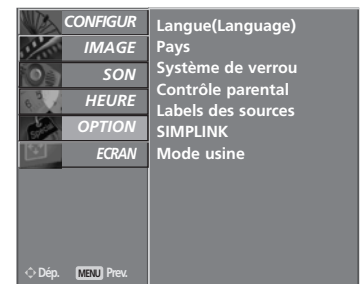 CONFIGUR
IMAGE
SON
HEURE
OPTION
ECRAN
Langue(Language)
Pays
Système de verrou
Contrôle parental
Labels des sources
SIMPLINK
Mode usine
Dép. MENU Prev.